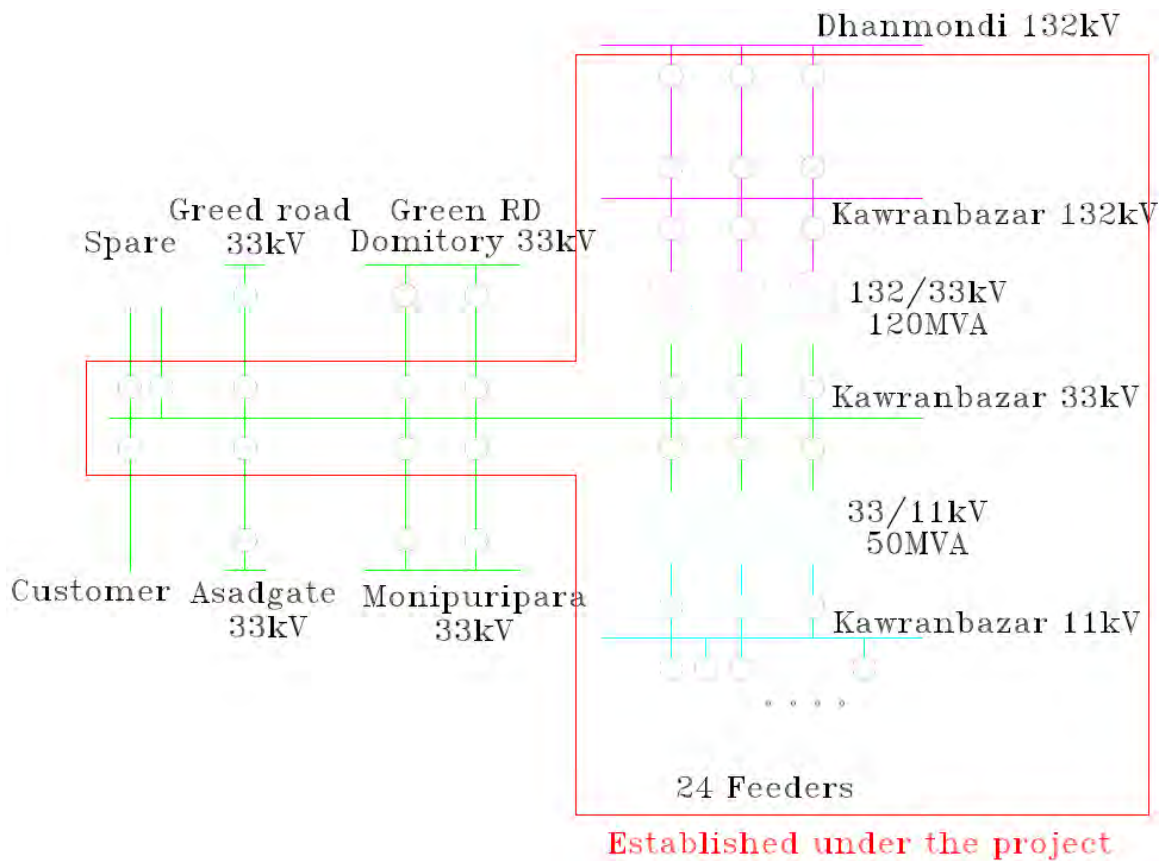 Dhanmondi 132kV
Kawranbazar 132kV
Greed road
33kV
Green RD
Domitory 33kV
Spare
132/33kV
120MVA
Kawranbazar 33kV
33/11kV
50MVA
Customer
Asadgate
33kV
Monipuripara
33kV
Kawranbazar 11kV
24 Feeders
Established under the project